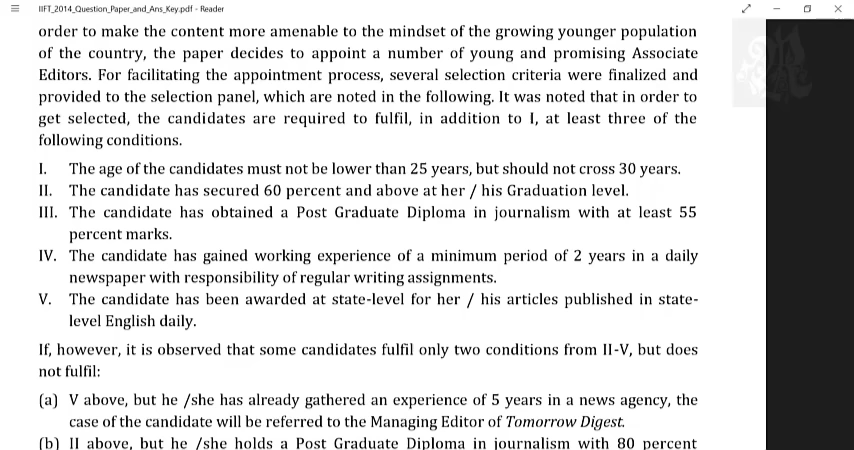 IIFT_2014_Question_Paper_and_Ans_Key.pdf - Reader
order to make the content more amenable to the mindset of the growing younger population
of the country, the paper decides to appoint a number of young and promising Associate
Editors. For facilitating the appointment process, several selection criteria were finalized and
provided to the selection panel, which are noted in the following. It was noted that in order to
get selected, the candidates are required to fulfil, in addition to I, at least three of the
following conditions.
I. The age of the candidates must not be lower than 25 years, but should not cross 30 years.
II. The candidate has secured 60 percent and above at her / his Graduation level.
III. The candidate has obtained a Post Graduate Diploma in journalism with at least 55
percent marks.
IV. The candidate has gained working experience of a minimum period of 2 years in a daily
newspaper with responsibility of regular writing assignments.
V. The candidate has been awarded at state-level for her / his articles published in state-
level English daily.
If, however, it is observed that some candidates fulfil only two conditions from II-V, but does
not fulfil:
(a) V above, but he /she has already gathered an experience of 5 years in a news agency, the
case of the candidate will be referred to the Managing Editor of Tomorrow Digest.
(b) II above, but he /she holds a Post Graduate Diploma in journalism with 80 percent